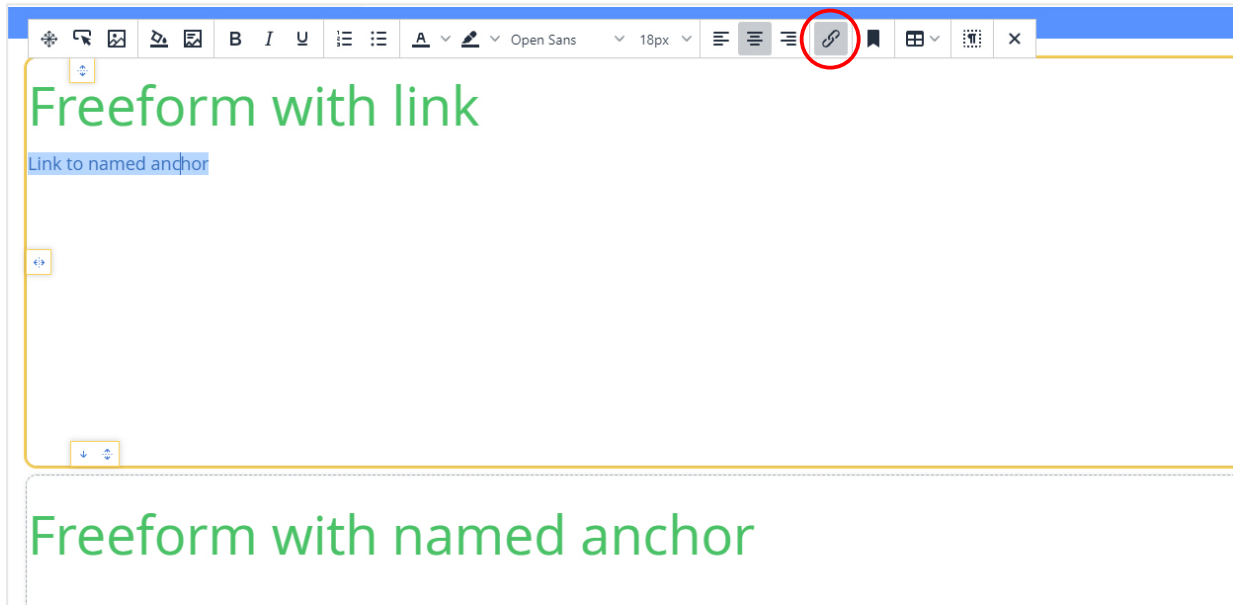 B I U A Open Sans 18px
Freeform with link
Link to named anchor
Freeform with named anchor